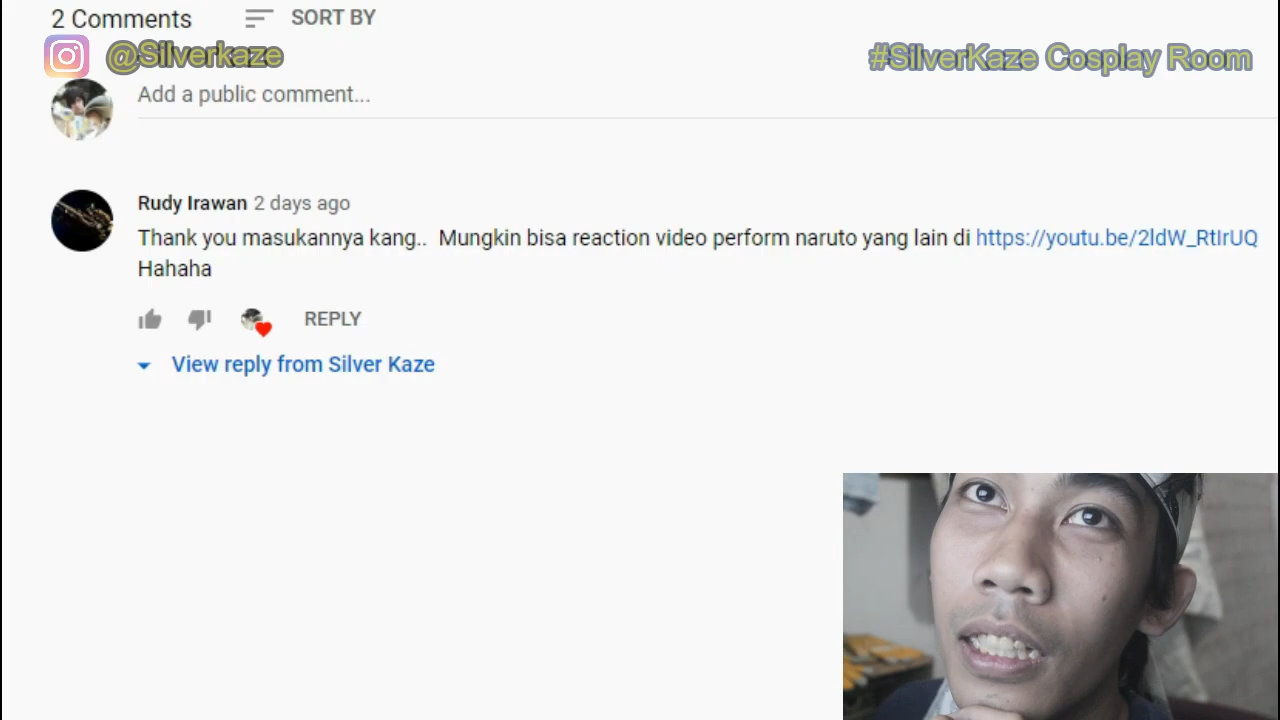 2 Comments SORT BY
@Silverkaze #SilverKaze Cosplay Room
Add a public comment...
Rudy Irawan 2 days ago
Thank you masukannya kang.. Mungkin bisa reaction video perform naruto yang lain di https://youtu.be/2ldW_RtIrUQ
Hahaha
REPLY
View reply from Silver Kaze